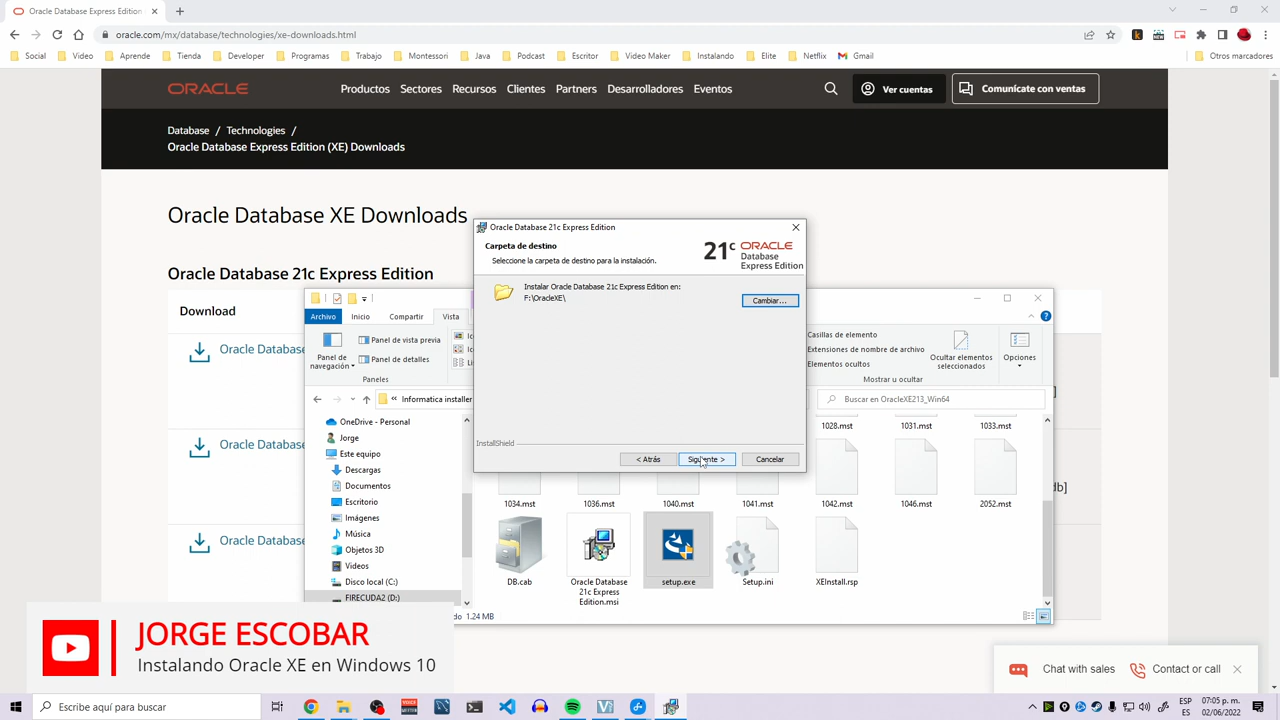 Oracle Database Express Edition
oracle.com/mx/database/technologies/xe-downloads.html
Social Video Aprende Tienda Developer Programas Trabajo Montessori Java Podcast Escritor Video Maker Instalando Elite Netflix Gmail Otros marcadores
ORACLE Productos Sectores Recursos Clientes Partners Desarrolladores Eventos Ver cuentas Comunícate con ventas
Database / Technologies /
Oracle Database Express Edition (XE) Downloads
Oracle Database XE Downloads
Oracle Database 21c Express Edition
Download
Oracle Database
Oracle Database
Oracle Database
Oracle Database 21c Express Edition
Carpeta de destino
Seleccione la carpeta de destino para la instalación.
21c ORACLE
Database
Express Edition
Instalar Oracle Database 21c Express Edition en:
F:\OracleXE\
Cambiar...
InstallShield
< Atrás Siguiente > Cancelar
Archivo Inicio Compartir Vista
Panel de navegación
Panel de vista previa
Panel de detalles
Paneles
Casillas de elemento
Extensiones de nombre de archivo
Elementos ocultos
Ocultar elementos seleccionados
Opciones
Mostrar u ocultar
« Informatica installer
Buscar en OracleXE213_Win64
OneDrive - Personal
Jorge
Este equipo
Descargas
Documentos
Escritorio
Imágenes
Música
Objetos 3D
Videos
Disco local (C:)
FIRECUDA2 (D:)
1028.mst 1031.mst 1033.mst
1034.mst 1036.mst 1040.mst 1041.mst 1042.mst 1046.mst 2052.mst
DB.cab
Oracle Database
21c Express
Edition.msi
setup.exe
Setup.ini
XEInstall.rsp
1.24 MB
db]
JORGE ESCOBAR
Instalando Oracle XE en Windows 10
Chat with sales Contact or call
Escribe aquí para buscar
ESP
ES
07:05 p. m.
02/06/2022